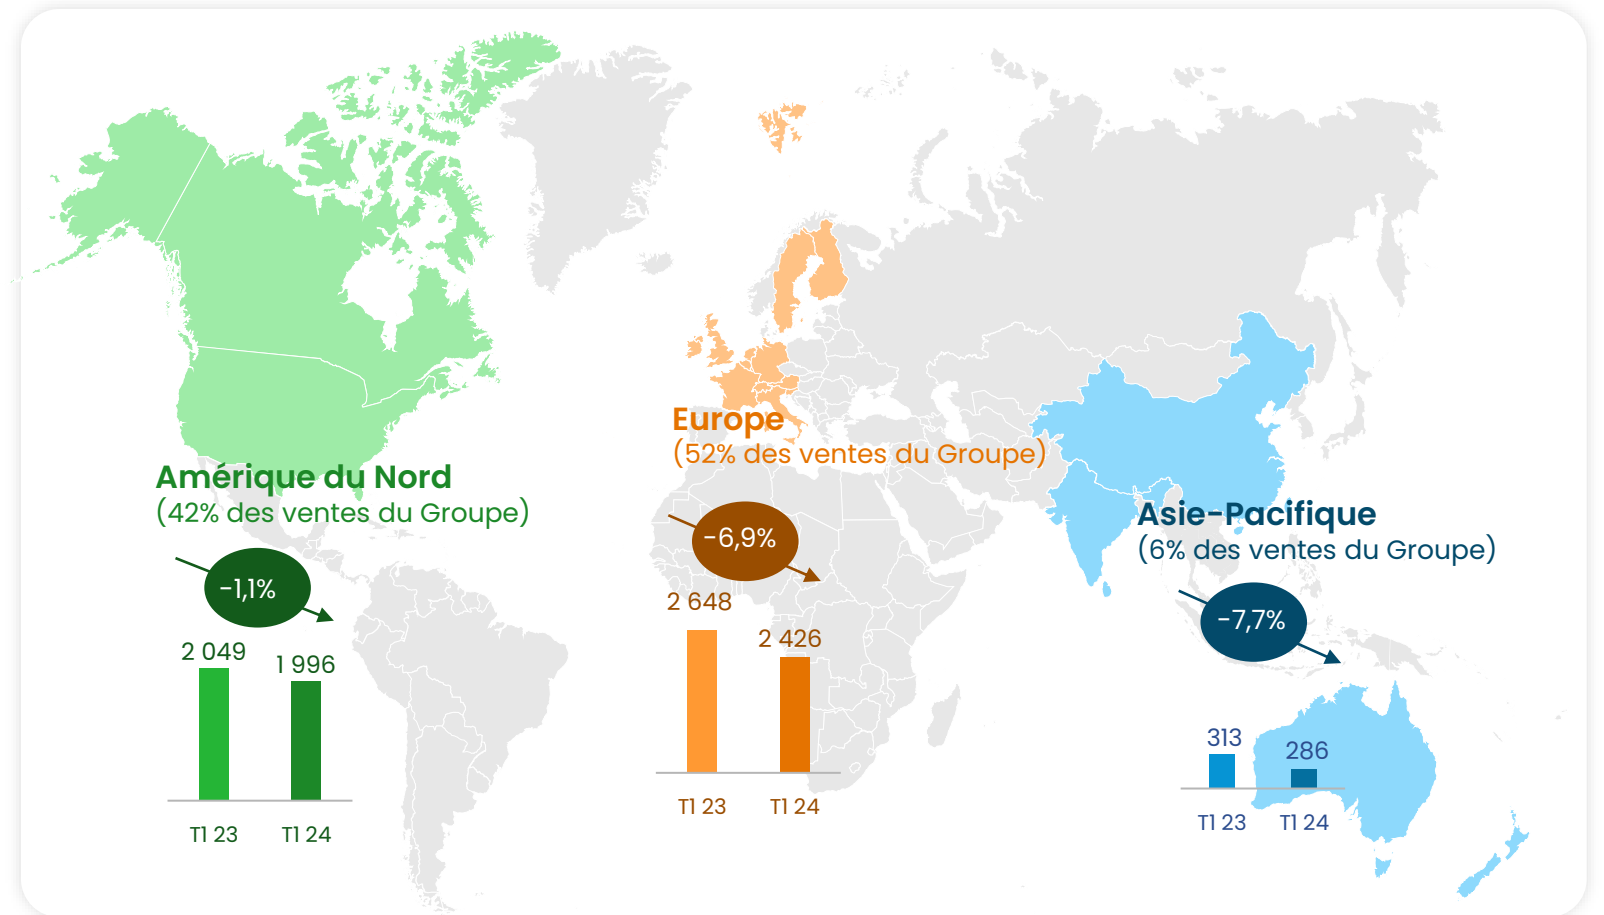 Amérique du Nord
(42% des ventes du Groupe)
-1,1%
2 049
1 996
T1 23
T1 24
Europe
(52% des ventes du Groupe)
-6,9%
2 648
2 426
T1 23
T1 24
Asie-Pacifique
(6% des ventes du Groupe)
-7,7%
313
286
T1 23
T1 24